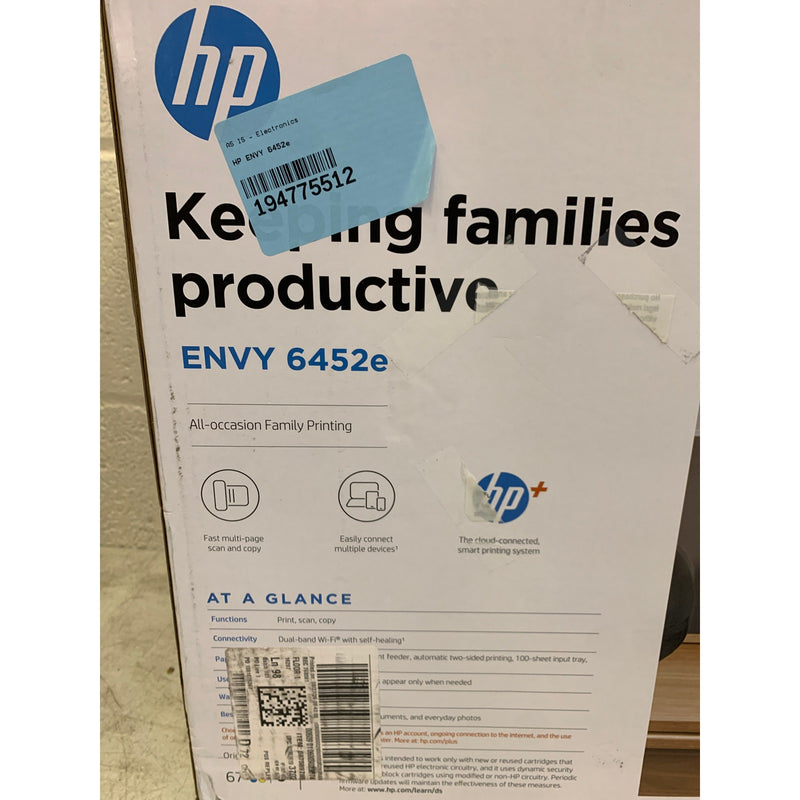 hp
AS IS - Electronics
HP ENVY 6452e
194775512
Keeping families
productive
ENVY 6452e
All-occasion Family Printing
Fast multi-page
scan and copy
Easily connect
multiple devices¹
hp+
The cloud-connected,
smart printing system
AT A GLANCE
Functions Print, scan, copy
Connectivity Dual-band Wi-Fi® with self-healing¹
feeder, automatic two-sided printing, 100-sheet input tray,
appear only when needed
and everyday photos
an HP account, ongoing connection to the internet, and the use
More at: hp.com/plus
intended to work only with new or reused cartridges that
reused HP electronic circuitry, and it uses dynamic security
block cartridges using modified or non-HP circuitry. Periodic
firmware updates will maintain the effectiveness of these measures.
More at: www.hp.com/learn/ds